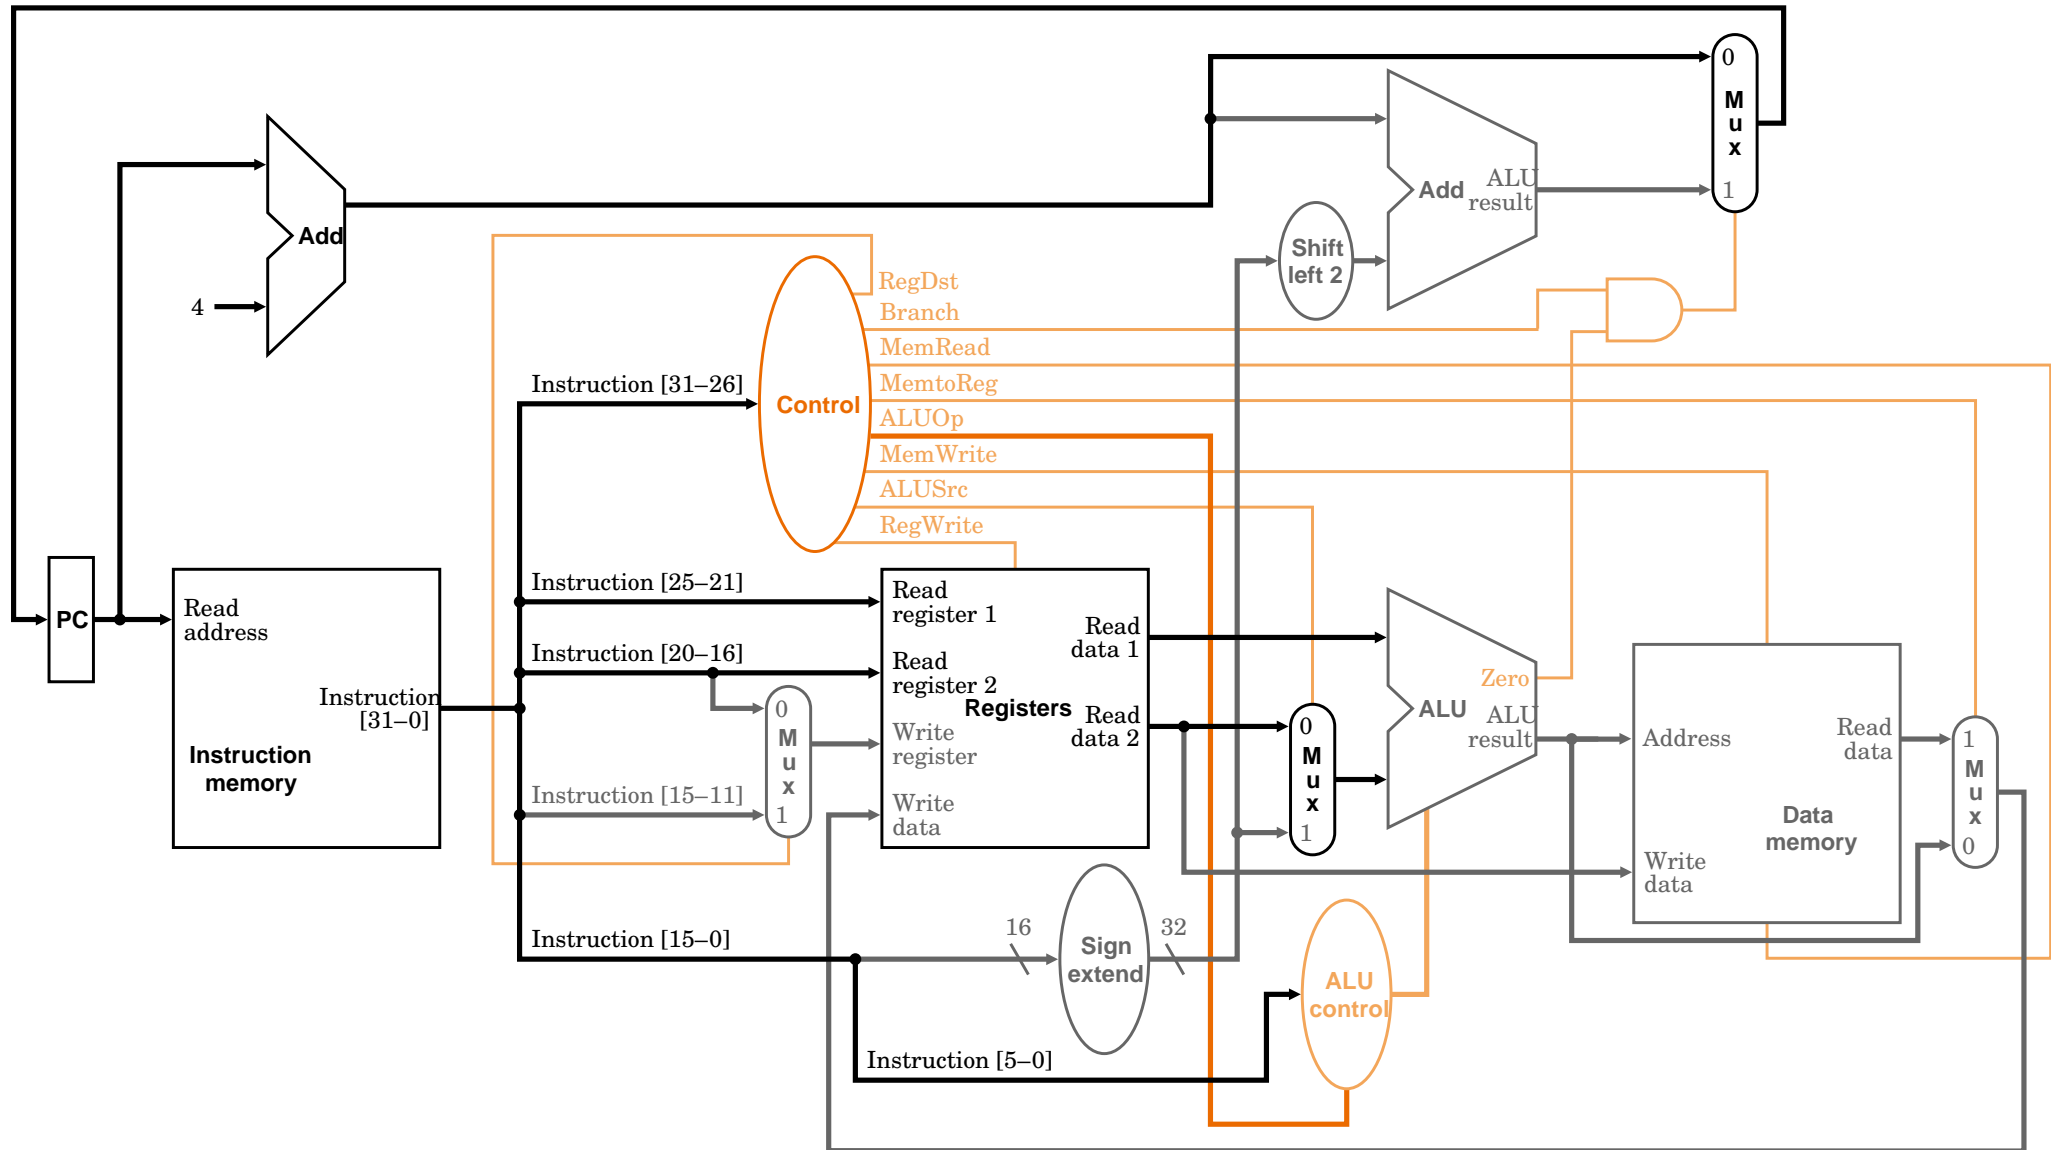 0
M
u
x
1
Add
ALU
result
Shift
left 2
Add
4
RegDst
Branch
MemRead
MemtoReg
ALUOp
MemWrite
ALUSrc
RegWrite
Control
Instruction [31–26]
Instruction [25–21]
Instruction [20–16]
Instruction [15–11]
Instruction [15–0]
Instruction [5–0]
PC
Read
address
Instruction
[31–0]
Instruction
memory
0
M
u
x
1
Read
register 1
Read
register 2
Write
register
Write
data
Registers
Read
data 1
Read
data 2
0
M
u
x
1
Zero
ALU
ALU
result
Address
Read
data
Data
memory
Write
data
1
M
u
x
0
16
Sign
extend
32
ALU
control